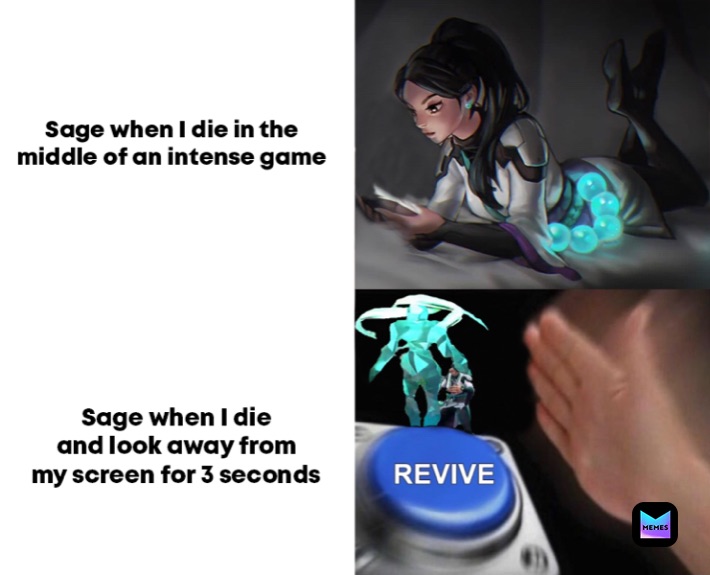 Sage when I die in the
middle of an intense game
Sage when I die
and look away from
my screen for 3 seconds
REVIVE
MEMES